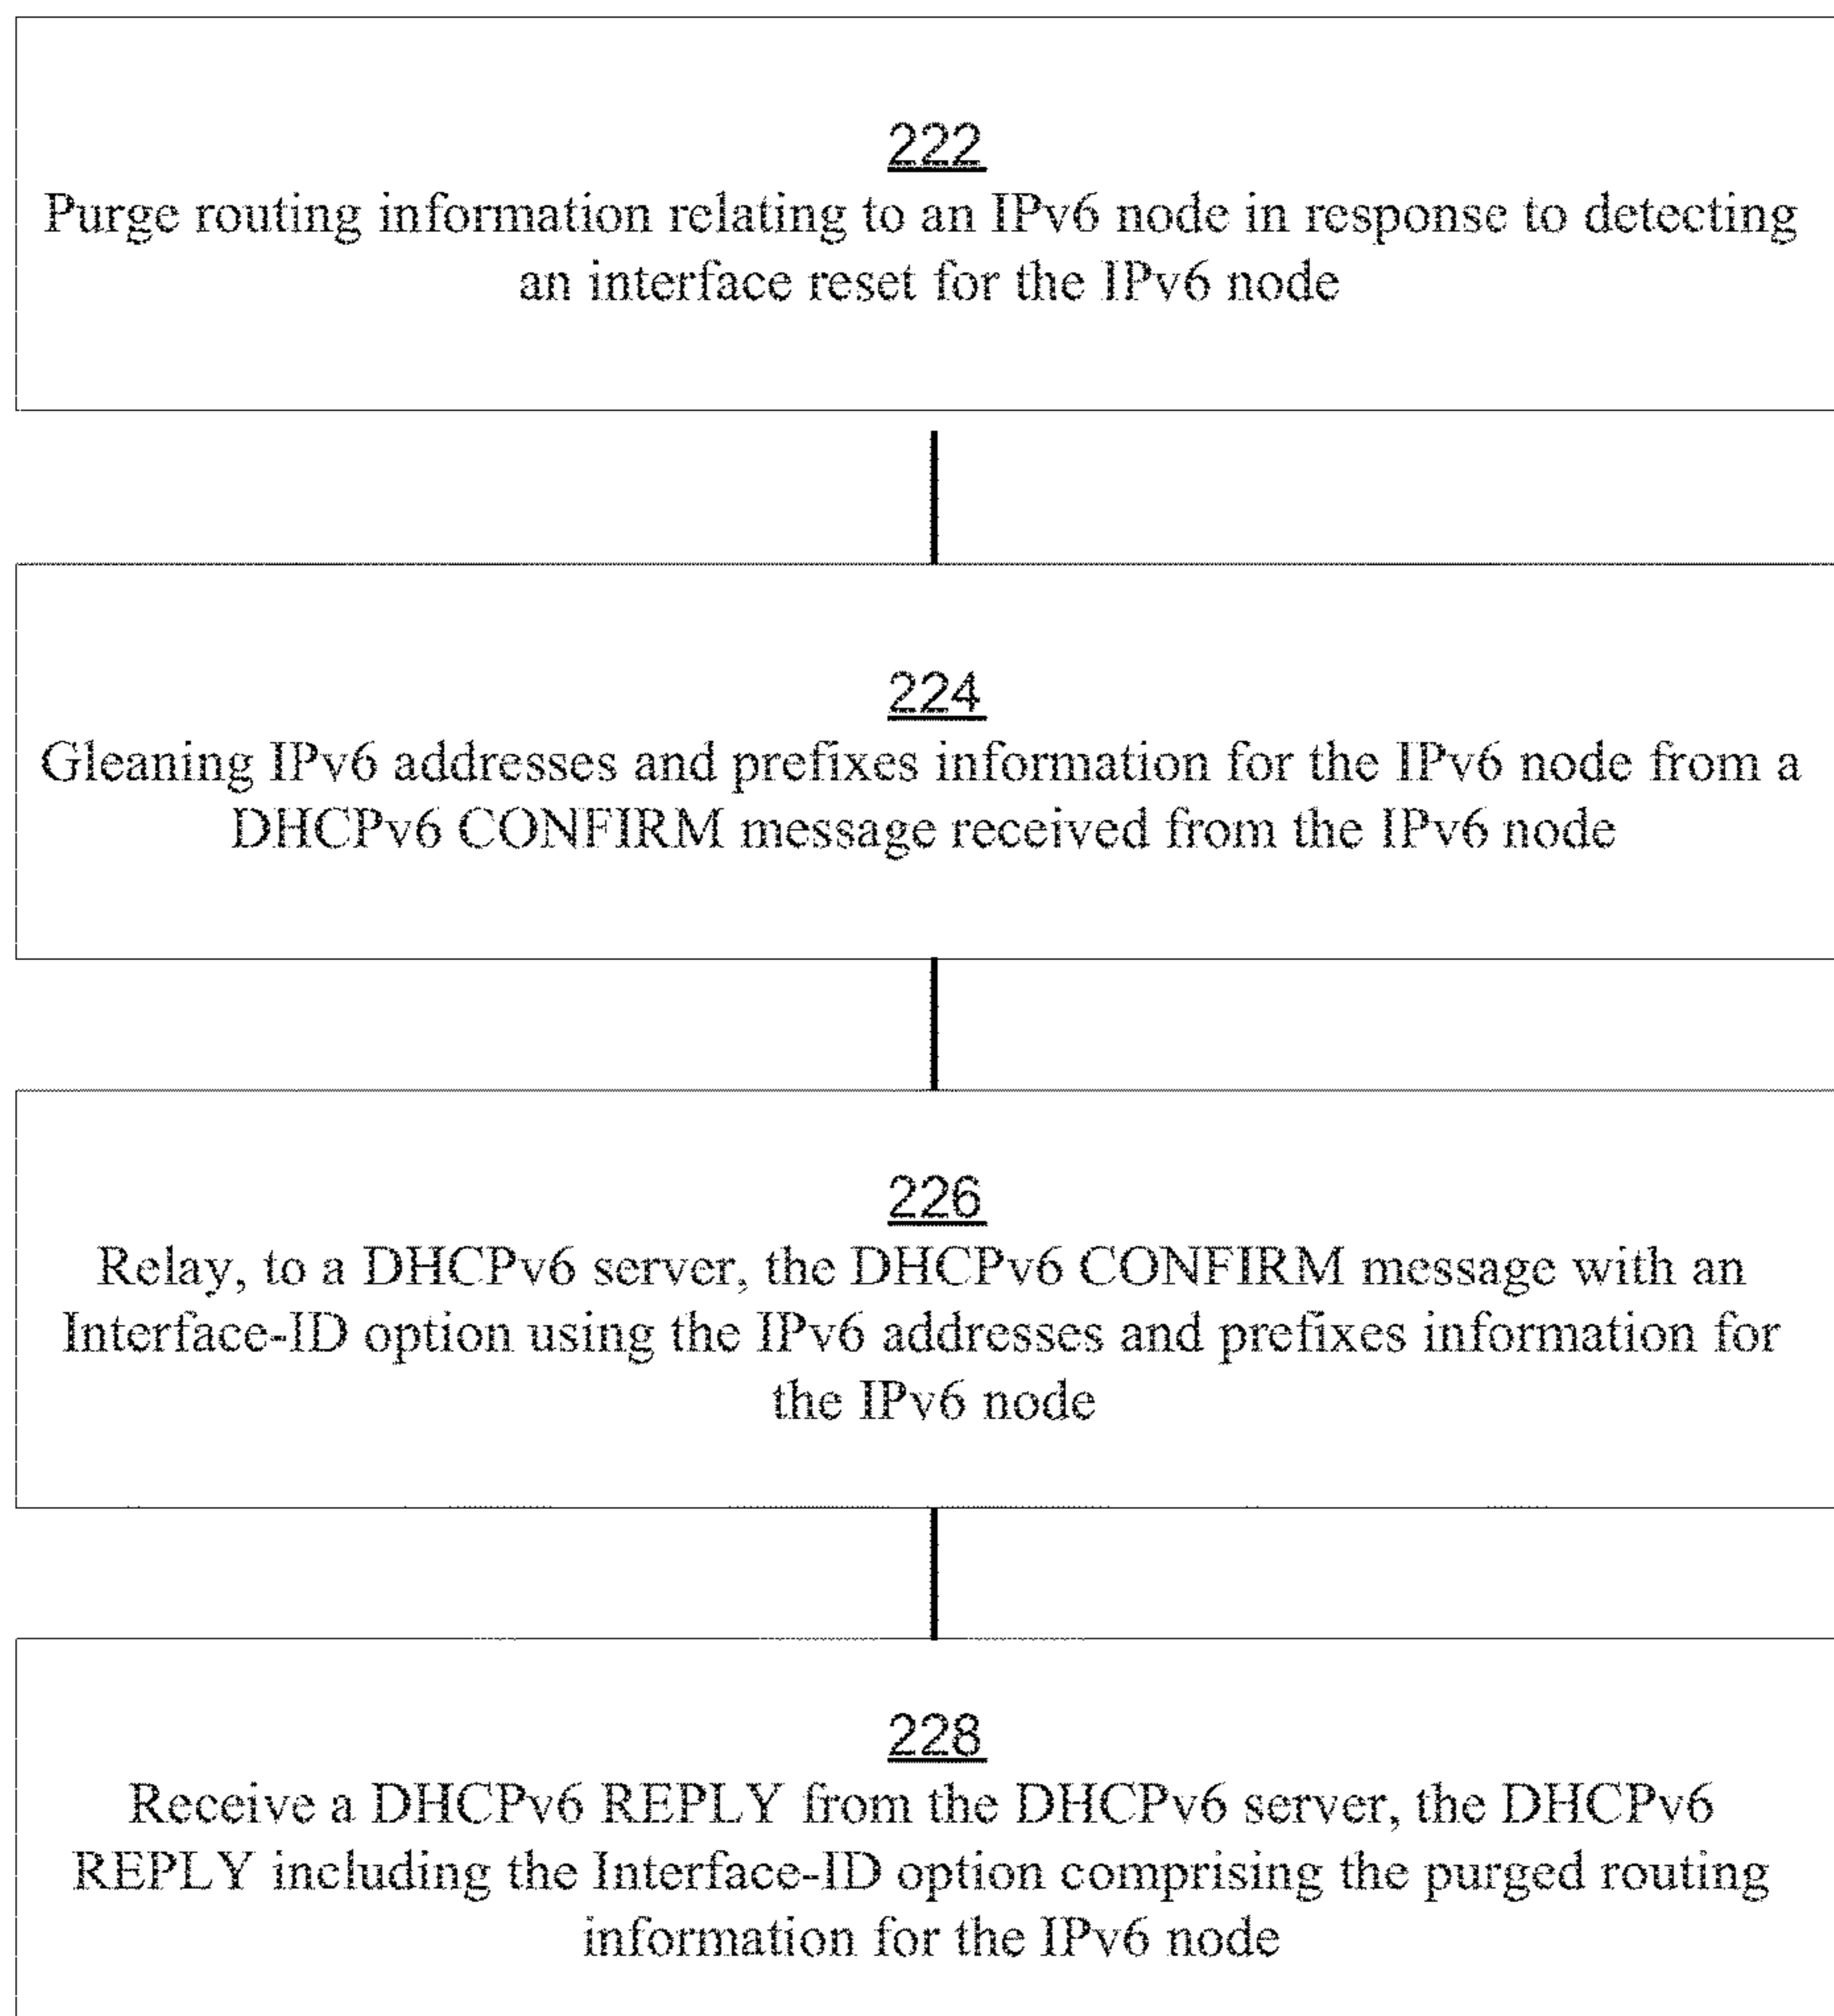 222
Purge routing information relating to an IPv6 node in response to detecting
an interface reset for the IPv6 node
224
Gleaning IPv6 addresses and prefixes information for the IPv6 node from a
DHCPv6 CONFIRM message received from the IPv6 node
226
Relay, to a DHCPv6 server, the DHCPv6 CONFIRM message with an
Interface-ID option using the IPv6 addresses and prefixes information for
the IPv6 node
228
Receive a DHCPv6 REPLY from the DHCPv6 server, the DHCPv6
REPLY including the Interface-ID option comprising the purged routing
information for the IPv6 node